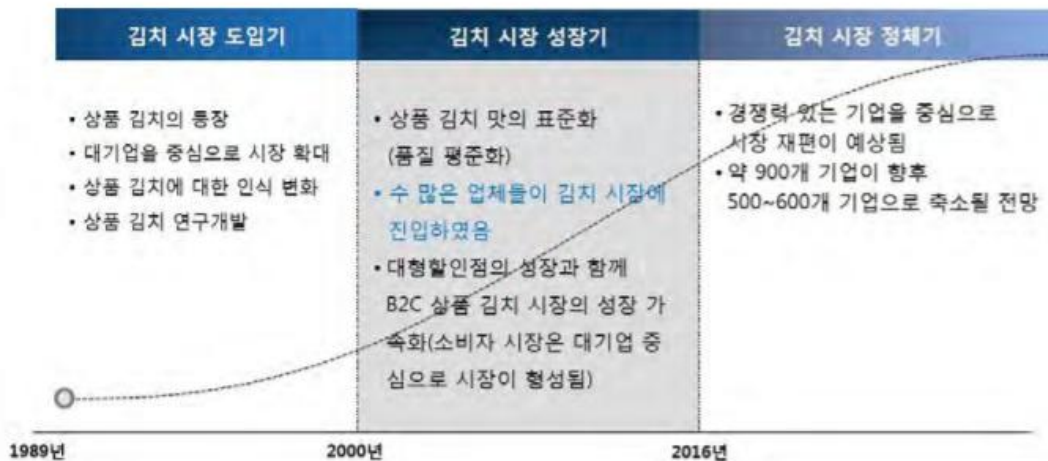 김치 시장 도입기
김치 시장 성장기
김치 시장 정체기
• 상품 김치의 등장
• 대기업을 중심으로 시장 확대
• 상품 김치에 대한 인식 변화
• 상품 김치 연구개발
• 상품 김치 맛의 표준화
(품질 평준화)
• 수 많은 업체들이 김치 시장에
진입하였음
• 대형할인점의 성장과 함께
B2C 상품 김치 시장의 성장 가
속화(소비자 시장은 대기업 중
심으로 시장이 형성됨)
• 경쟁력 있는 기업을 중심으로
시장 재편이 예상됨
• 약 900개 기업이 향후
500~600개 기업으로 축소될 전망
1989년
2000년
2016년